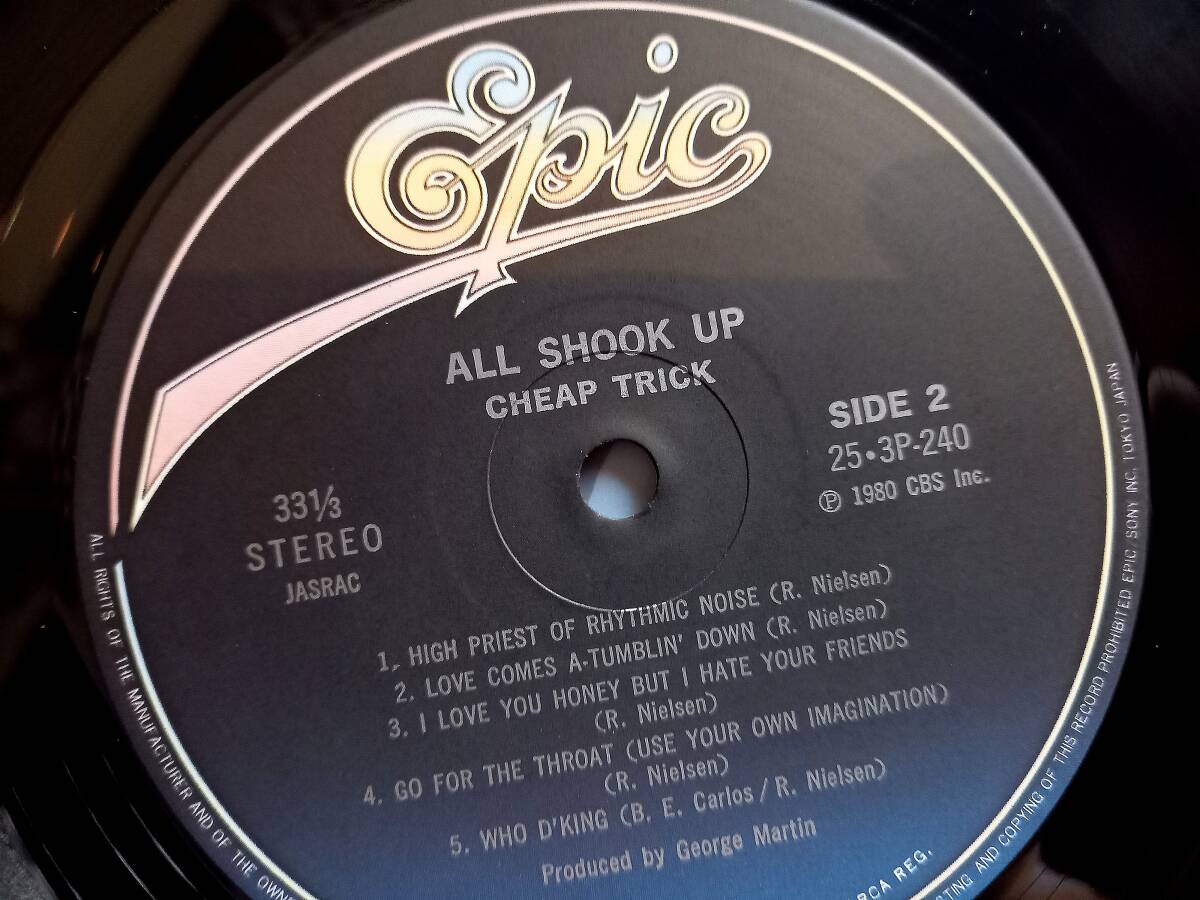 Epic
ALL SHOOK UP
CHEAP TRICK
SIDE 2
25・3P-240
Ⓟ 1980 CBS Inc.
33 1/3
STEREO
JASRAC
1. HIGH PRIEST OF RHYTHMIC NOISE (R. Nielsen)
2. LOVE COMES A-TUMBLIN' DOWN (R. Nielsen)
3. I LOVE YOU HONEY BUT I HATE YOUR FRIENDS
(R. Nielsen)
4. GO FOR THE THROAT (USE YOUR OWN IMAGINATION)
(R. Nielsen)
5. WHO D'KING (B. E. Carlos / R. Nielsen)
Produced by George Martin
ALL RIGHTS OF THE MANUFACTURER AND OF THE OWN
RCA REG.
TING AND COPYING OF THIS RECORD PROHIBITED EPIC/SONY INC. TOKYO JAPAN